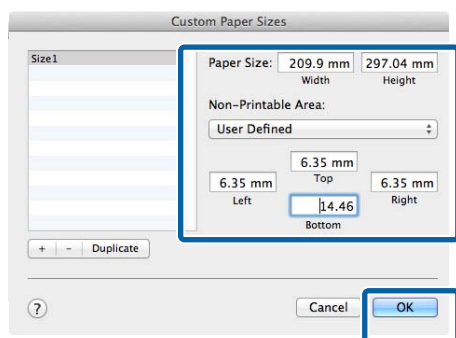 Custom Paper Sizes
Size1
Paper Size: 209.9 mm 297.04 mm
Width Height
Non-Printable Area:
User Defined
6.35 mm
Top
6.35 mm 6.35 mm
Left Right
14.46
Bottom
+ - Duplicate
? Cancel OK